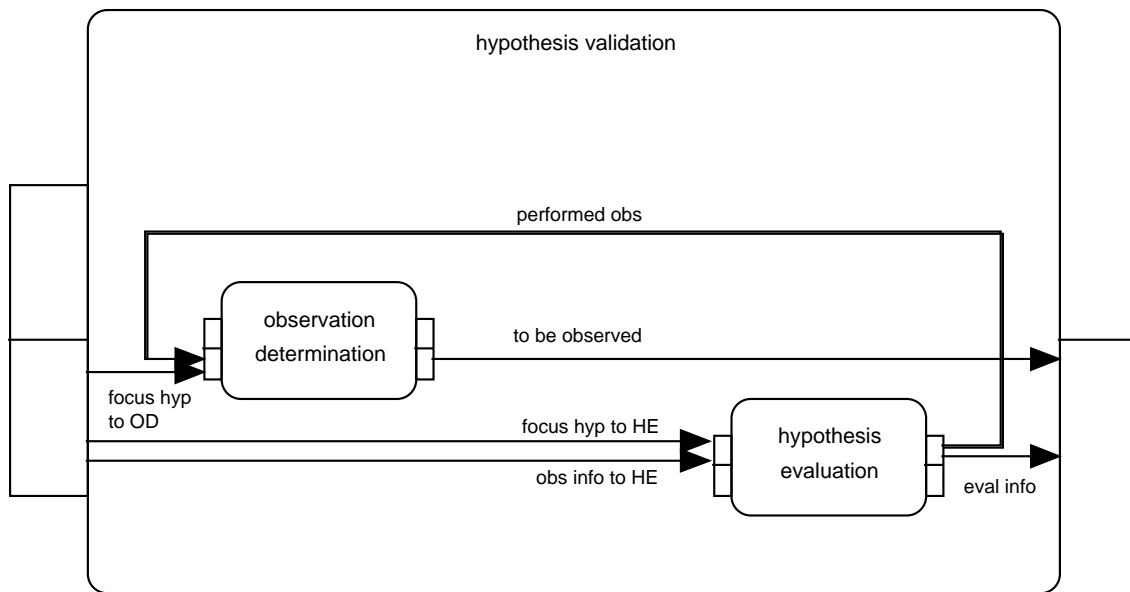 hypothesis validation
performed obs
observation
determination
to be observed
focus hyp
to OD
focus hyp to HE
hypothesis
evaluation
obs info to HE
eval info